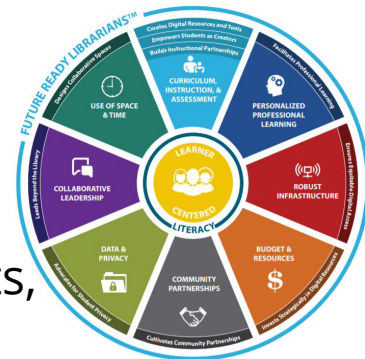 FUTURE READY LIBRARIANS™
Curates Digital Resources and Tools
Empowers Students as Creators
Builds Instructional Partnerships
CURRICULUM,
INSTRUCTION, &
ASSESSMENT
Facilitates Professional Learning
PERSONALIZED
PROFESSIONAL
LEARNING
Ensures Equitable Digital Access
ROBUST
INFRASTRUCTURE
Invests Strategically in Digital Resources
BUDGET &
RESOURCES
$
Cultivates Community Partnerships
COMMUNITY
PARTNERSHIPS
Advocates for Student Privacy
DATA &
PRIVACY
Leads Beyond the Library
COLLABORATIVE
LEADERSHIP
Designs Collaborative Spaces
USE OF SPACE
& TIME
LEARNER
CENTERED
LITERACY